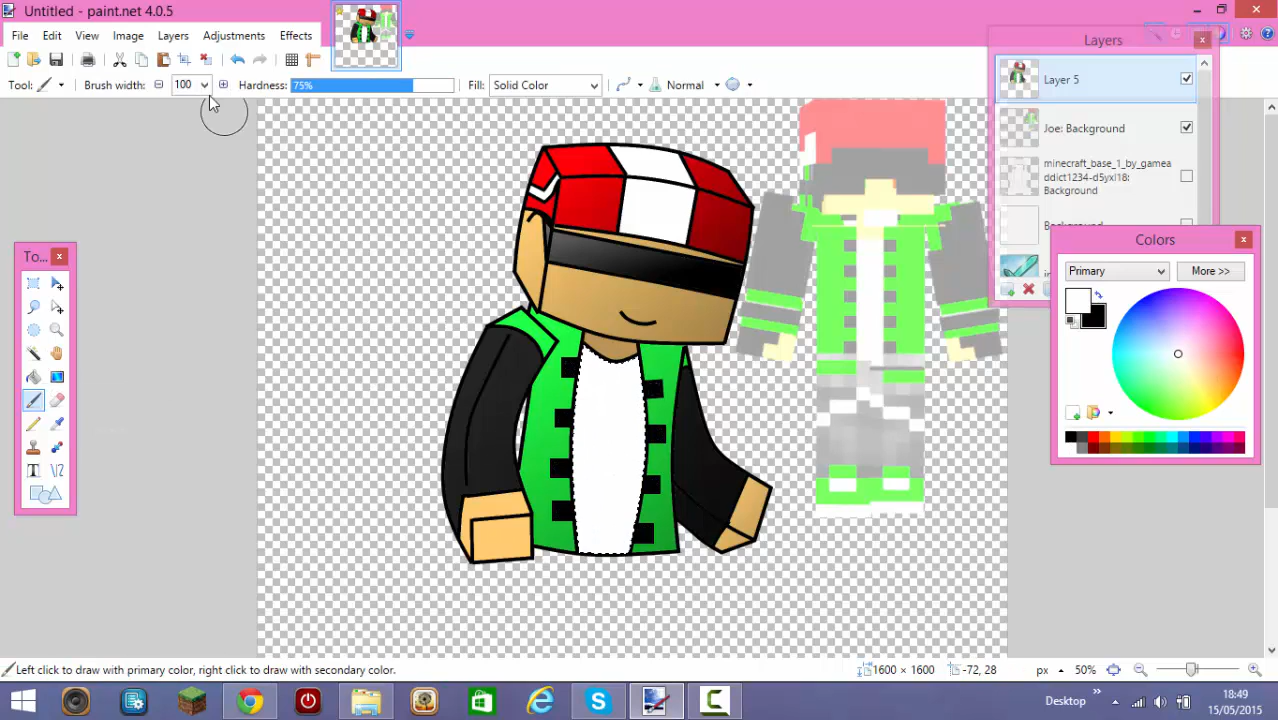 Untitled - paint.net 4.0.5
File Edit View Image Layers Adjustments Effects
Tool: Brush width: 100 Hardness: 75% Fill: Solid Color Normal
Layers
Layer 5
Joe: Background
minecraft_base_1_by_gamea
ddict1234-d5yxl18:
Background
Background
To...
Colors
Primary More >>
Left click to draw with primary color, right click to draw with secondary color. 1600 × 1600 -72, 28 px 50%
Desktop 18:49
15/05/2015